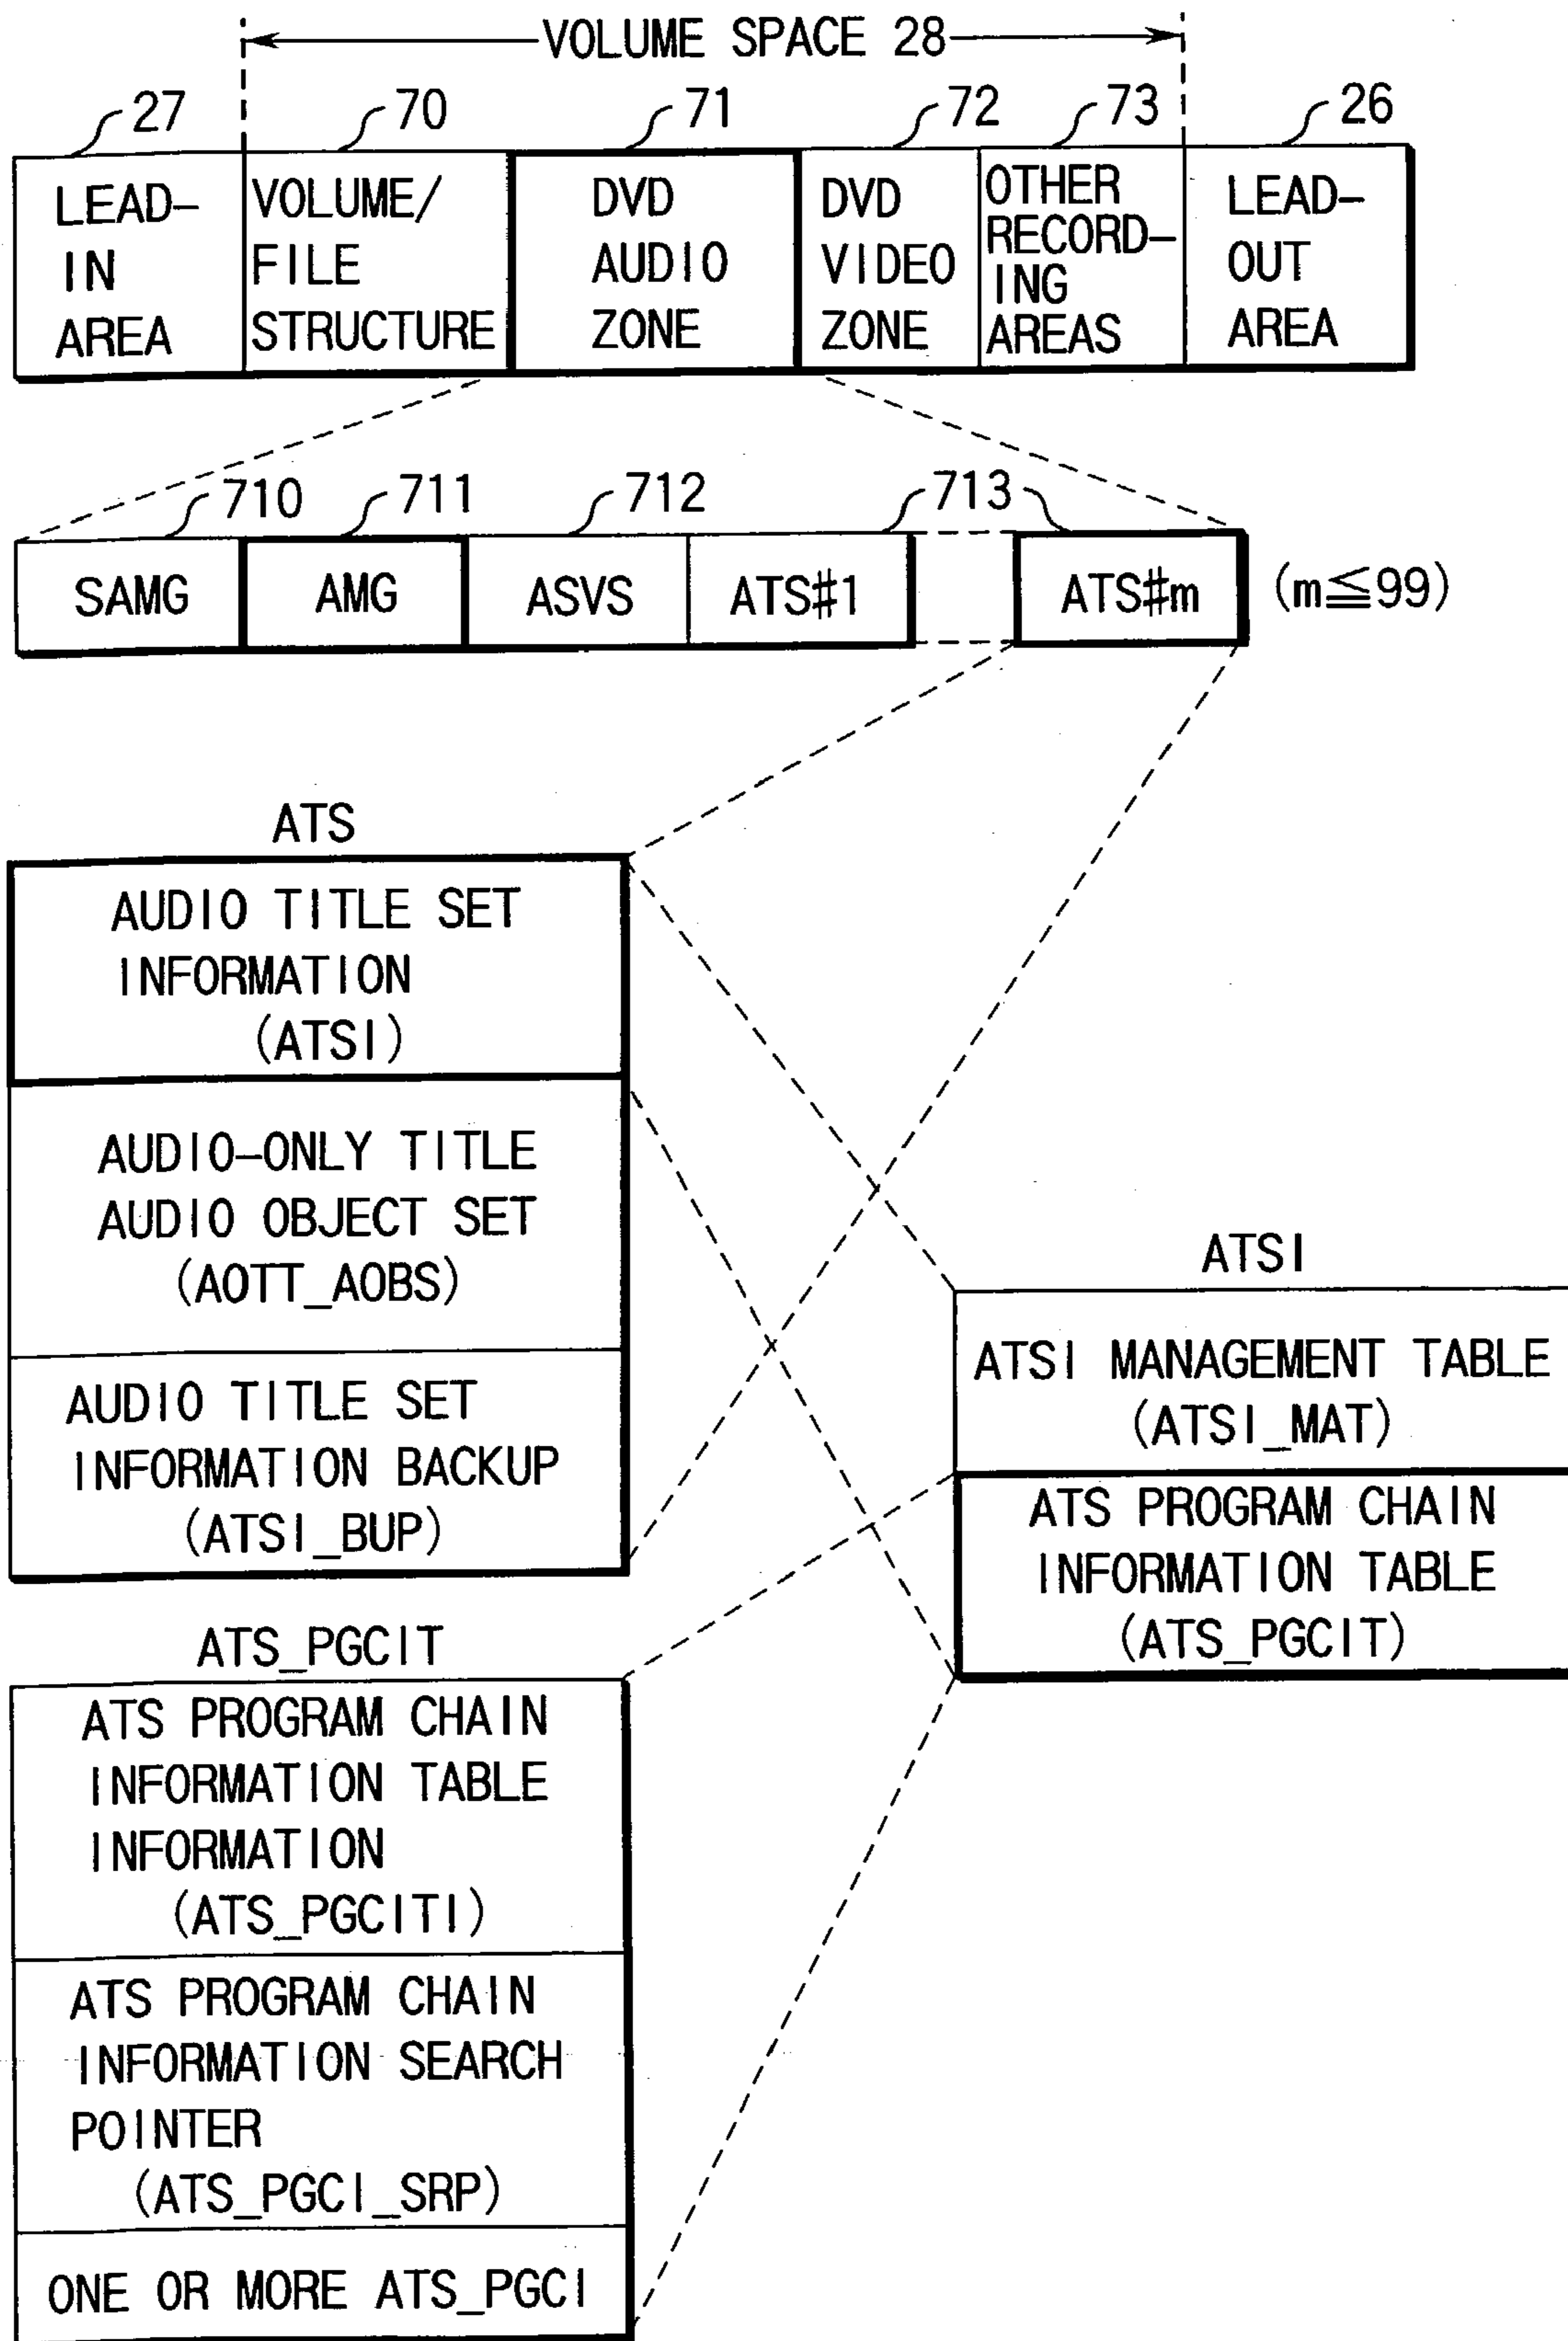 VOLUME SPACE 28
27 70 71 72 73 26
LEAD-
IN
AREA
VOLUME/
FILE
STRUCTURE
DVD
AUDIO
ZONE
DVD
VIDEO
ZONE
OTHER
RECORD-
ING
AREAS
LEAD-
OUT
AREA
710 711 712 713
SAMG AMG ASVS ATS#1 ATS#m (m≦99)
ATS
AUDIO TITLE SET
INFORMATION
(ATSI)
AUDIO-ONLY TITLE
AUDIO OBJECT SET
(AOTT_AOBS)
AUDIO TITLE SET
INFORMATION BACKUP
(ATSI_BUP)
ATSI
ATSI MANAGEMENT TABLE
(ATSI_MAT)
ATS PROGRAM CHAIN
INFORMATION TABLE
(ATS_PGCIT)
ATS_PGCIT
ATS PROGRAM CHAIN
INFORMATION TABLE
INFORMATION
(ATS_PGCITI)
ATS PROGRAM CHAIN
INFORMATION SEARCH
POINTER
(ATS_PGCI_SRP)
ONE OR MORE ATS_PGCI